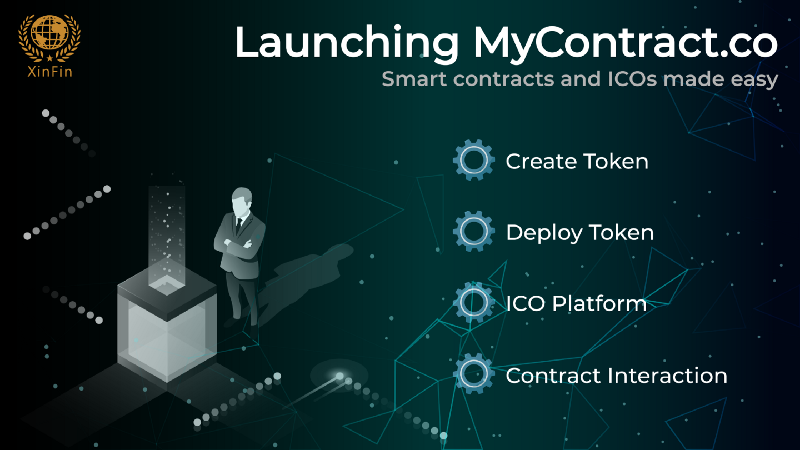 XinFin
Launching MyContract.co
Smart contracts and ICOs made easy
Create Token
Deploy Token
ICO Platform
Contract Interaction